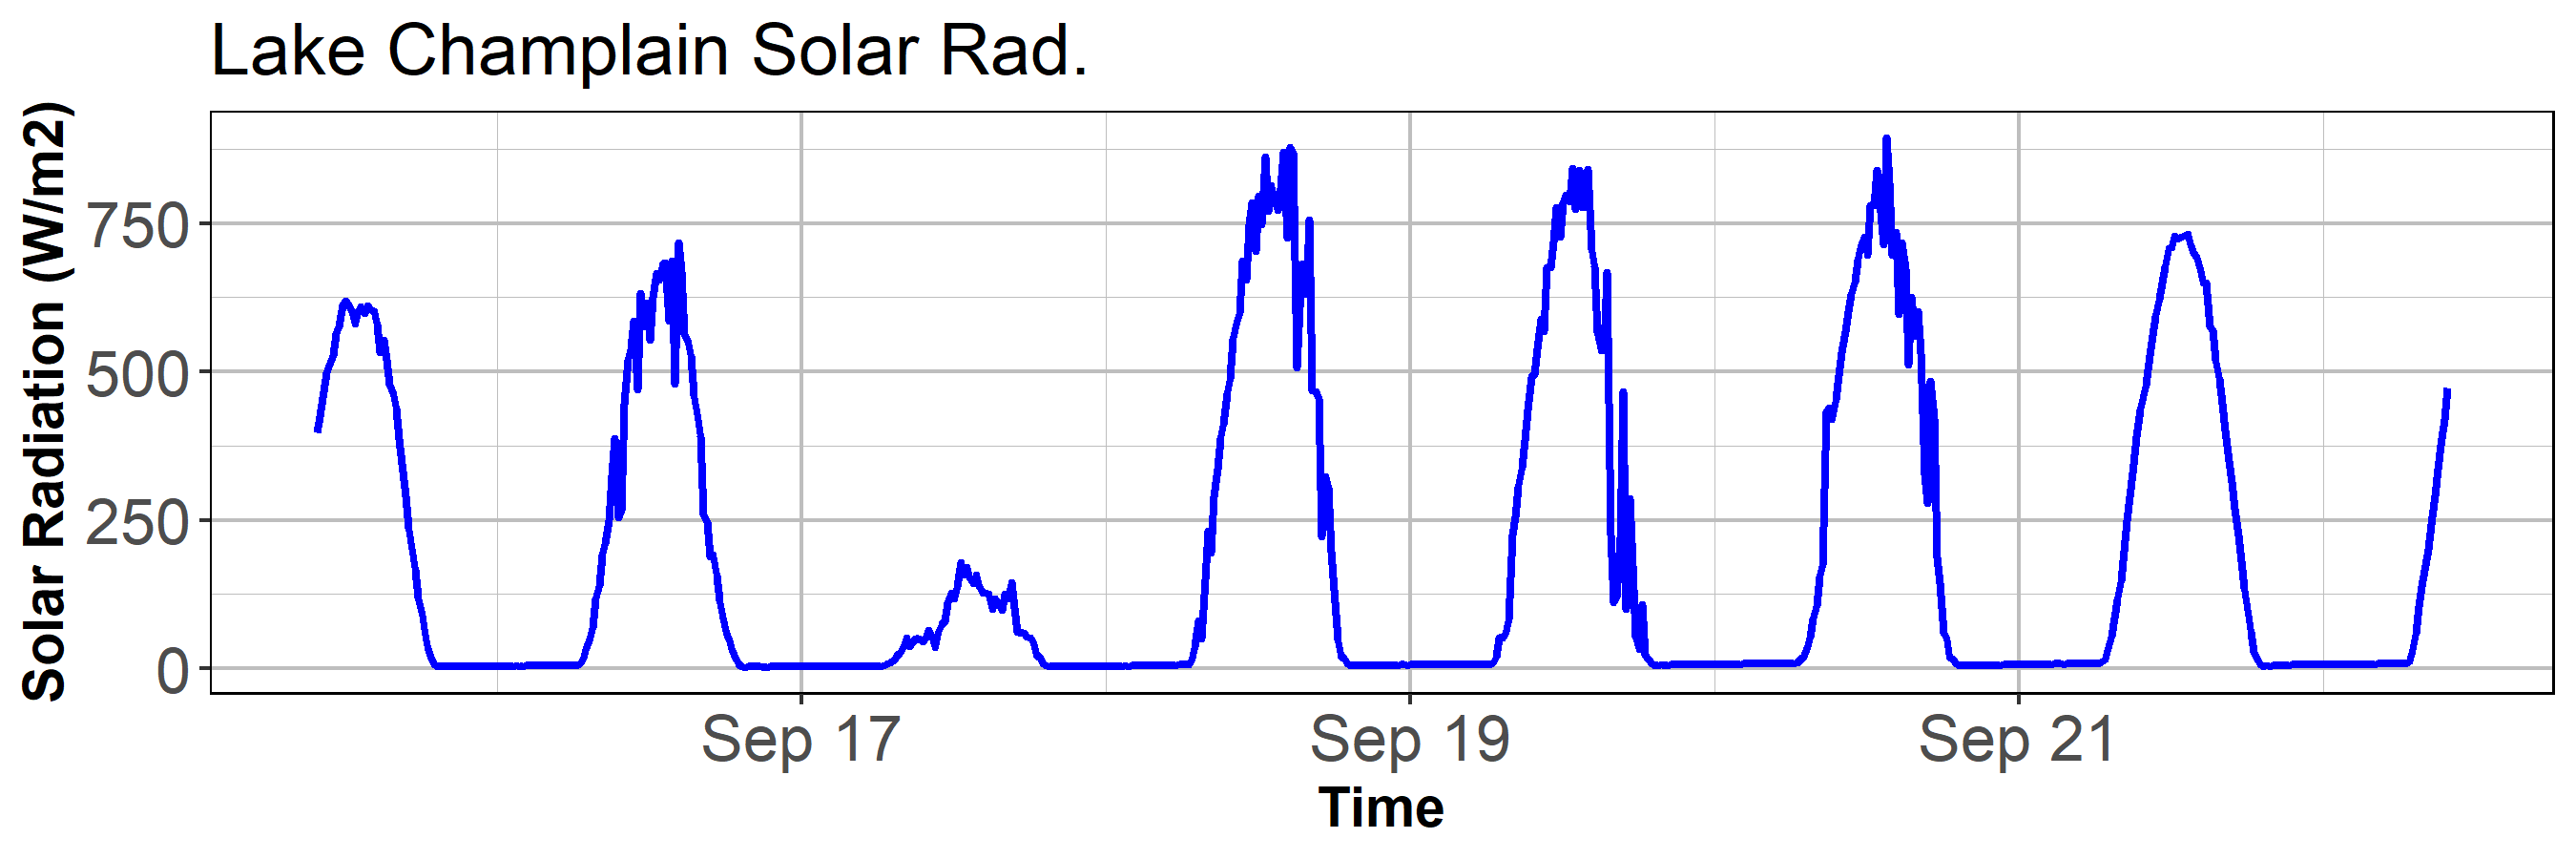 Lake Champlain Solar Rad.
Solar Radiation (W/m2)
750
500
250
0
Sep 17 Sep 19 Sep 21
Time